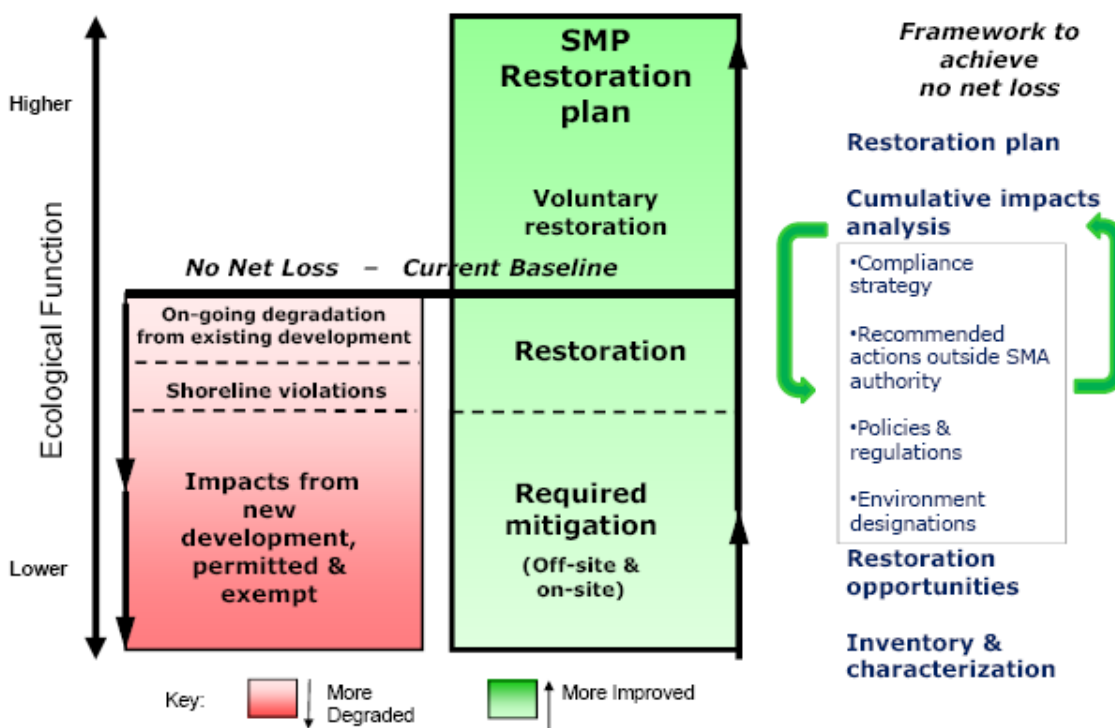 Higher
Ecological Function
Lower
SMP
Restoration
plan
Voluntary
restoration
No Net Loss – Current Baseline
On-going degradation
from existing development
Shoreline violations
Impacts from
new
development,
permitted &
exempt
Restoration
Required
mitigation
(Off-site &
on-site)
Framework to
achieve
no net loss
Restoration plan
Cumulative impacts
analysis
•Compliance
strategy
•Recommended
actions outside SMA
authority
•Policies &
regulations
•Environment
designations
Restoration
opportunities
Inventory &
characterization
Key:
More
Degraded
More Improved